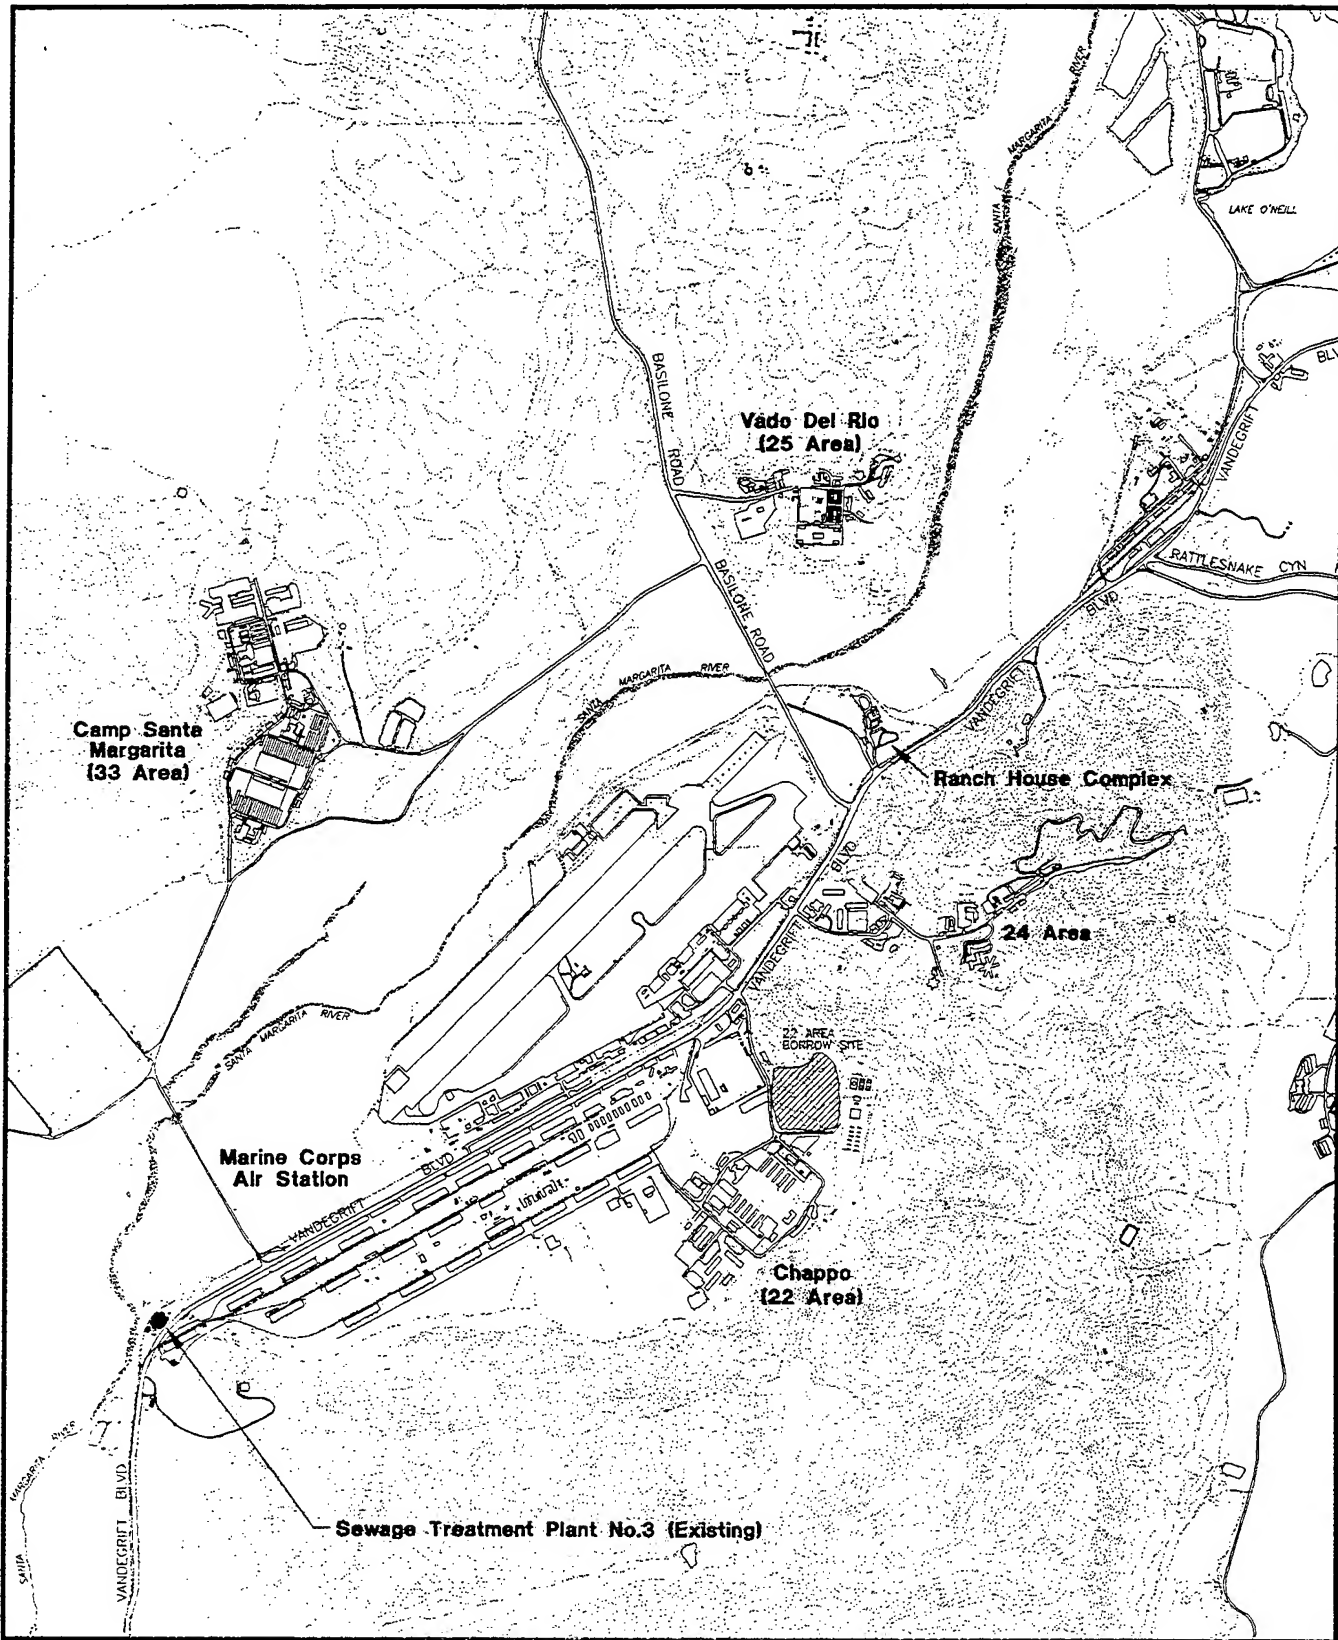 SANTA
MARGARITA
RIVER
LAKE O'NEILL
BASILONE
ROAD
Vado Del Rio
(25 Area)
VANDEGRIFT
RATTLESNAKE CYN
BLVD
BASILONE ROAD
SANTA
MARGARITA
RIVER
VANDEGRIFT
Camp Santa
Margarita
(33 Area)
Ranch House Complex
BLVD
VANDEGRIFT
24 Area
SANTA MARGARITA RIVER
22 AREA
BORROW SITE
Marine Corps
Air Station
BLVD
VANDEGRIFT
Chappo
(22 Area)
SANTA
MARGARITA
RIVER
VANDEGRIFT BLVD
Sewage Treatment Plant No.3 (Existing)